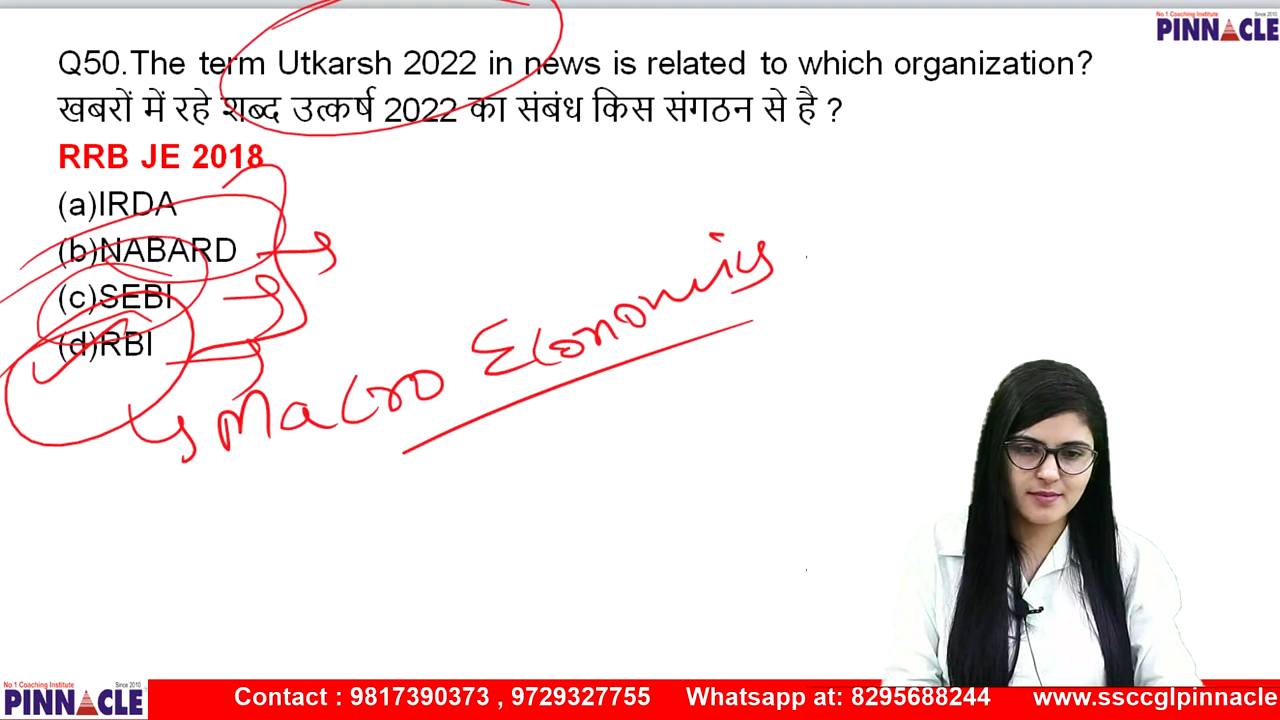 No.1 Coaching Institute Since 2010
PINNACLE
Q50.The term Utkarsh 2022 in news is related to which organization?
खबरों में रहे शब्द उत्कर्ष 2022 का संबंध किस संगठन से है ?
RRB JE 2018
(a)IRDA
(b)NABARD
(c)SEBI
(d)RBI
Macro Economics
No.1 Coaching Institute Since 2010
PINNACLE
Contact : 9817390373 , 9729327755 Whatsapp at: 8295688244 www.ssccglpinnacle